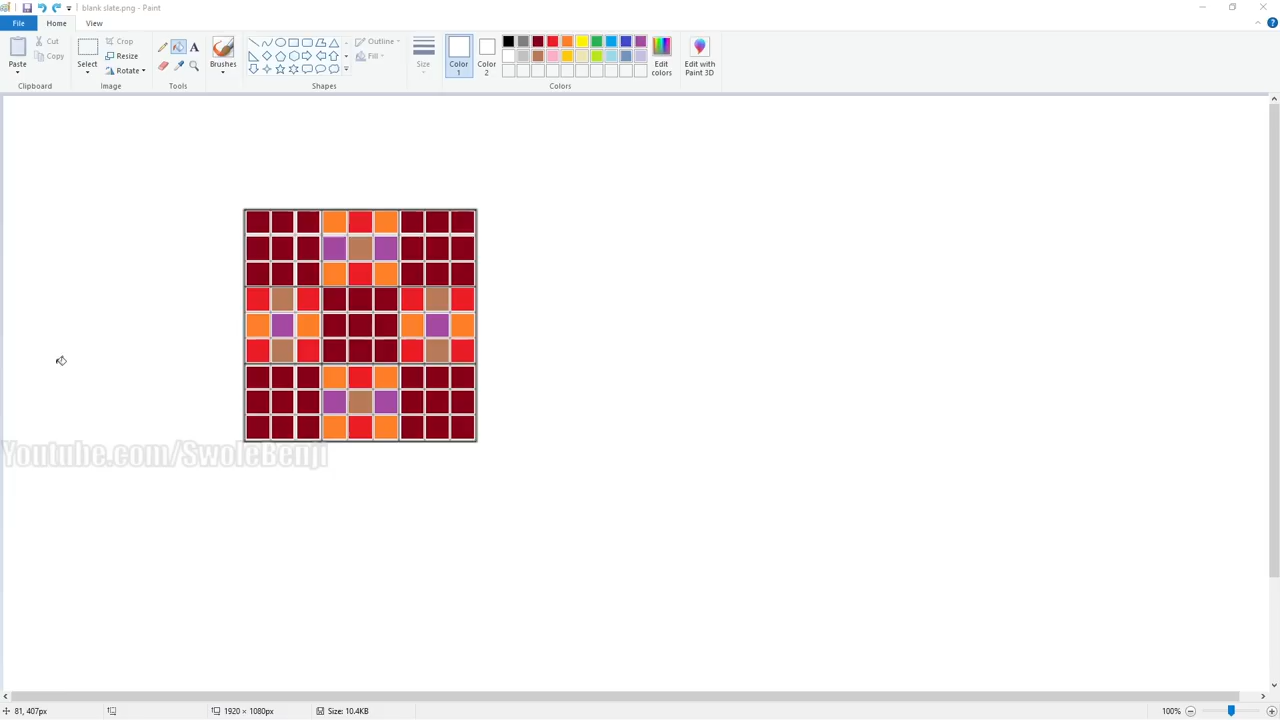 blank slate.png - Paint
File Home View
Paste
Cut
Copy
Clipboard
Select
Crop
Resize
Rotate
Image
A
Tools
Brushes
Outline
Fill
Shapes
Size
Color
1
Color
2
Edit
colors
Colors
Edit with
Paint 3D
Youtube.com/SwoleBenji
81, 407px
1920 × 1080px
Size: 10.4KB
100%